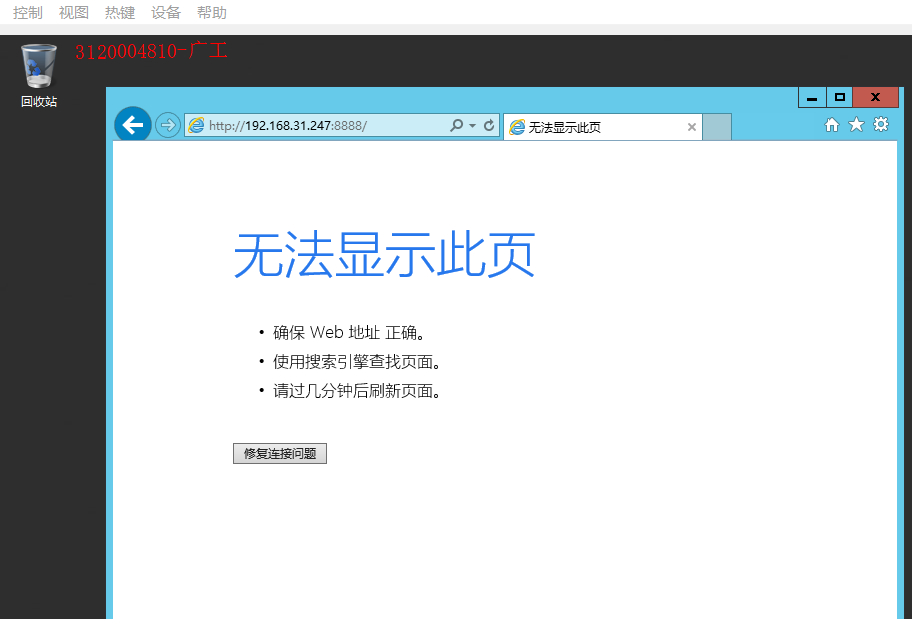 控制 视图 热键 设备 帮助
3120004810-广工
回收站
http://192.168.31.247:8888/
无法显示此页
无法显示此页
• 确保 Web 地址 正确。
• 使用搜索引擎查找页面。
• 请过几分钟后刷新页面。
修复连接问题